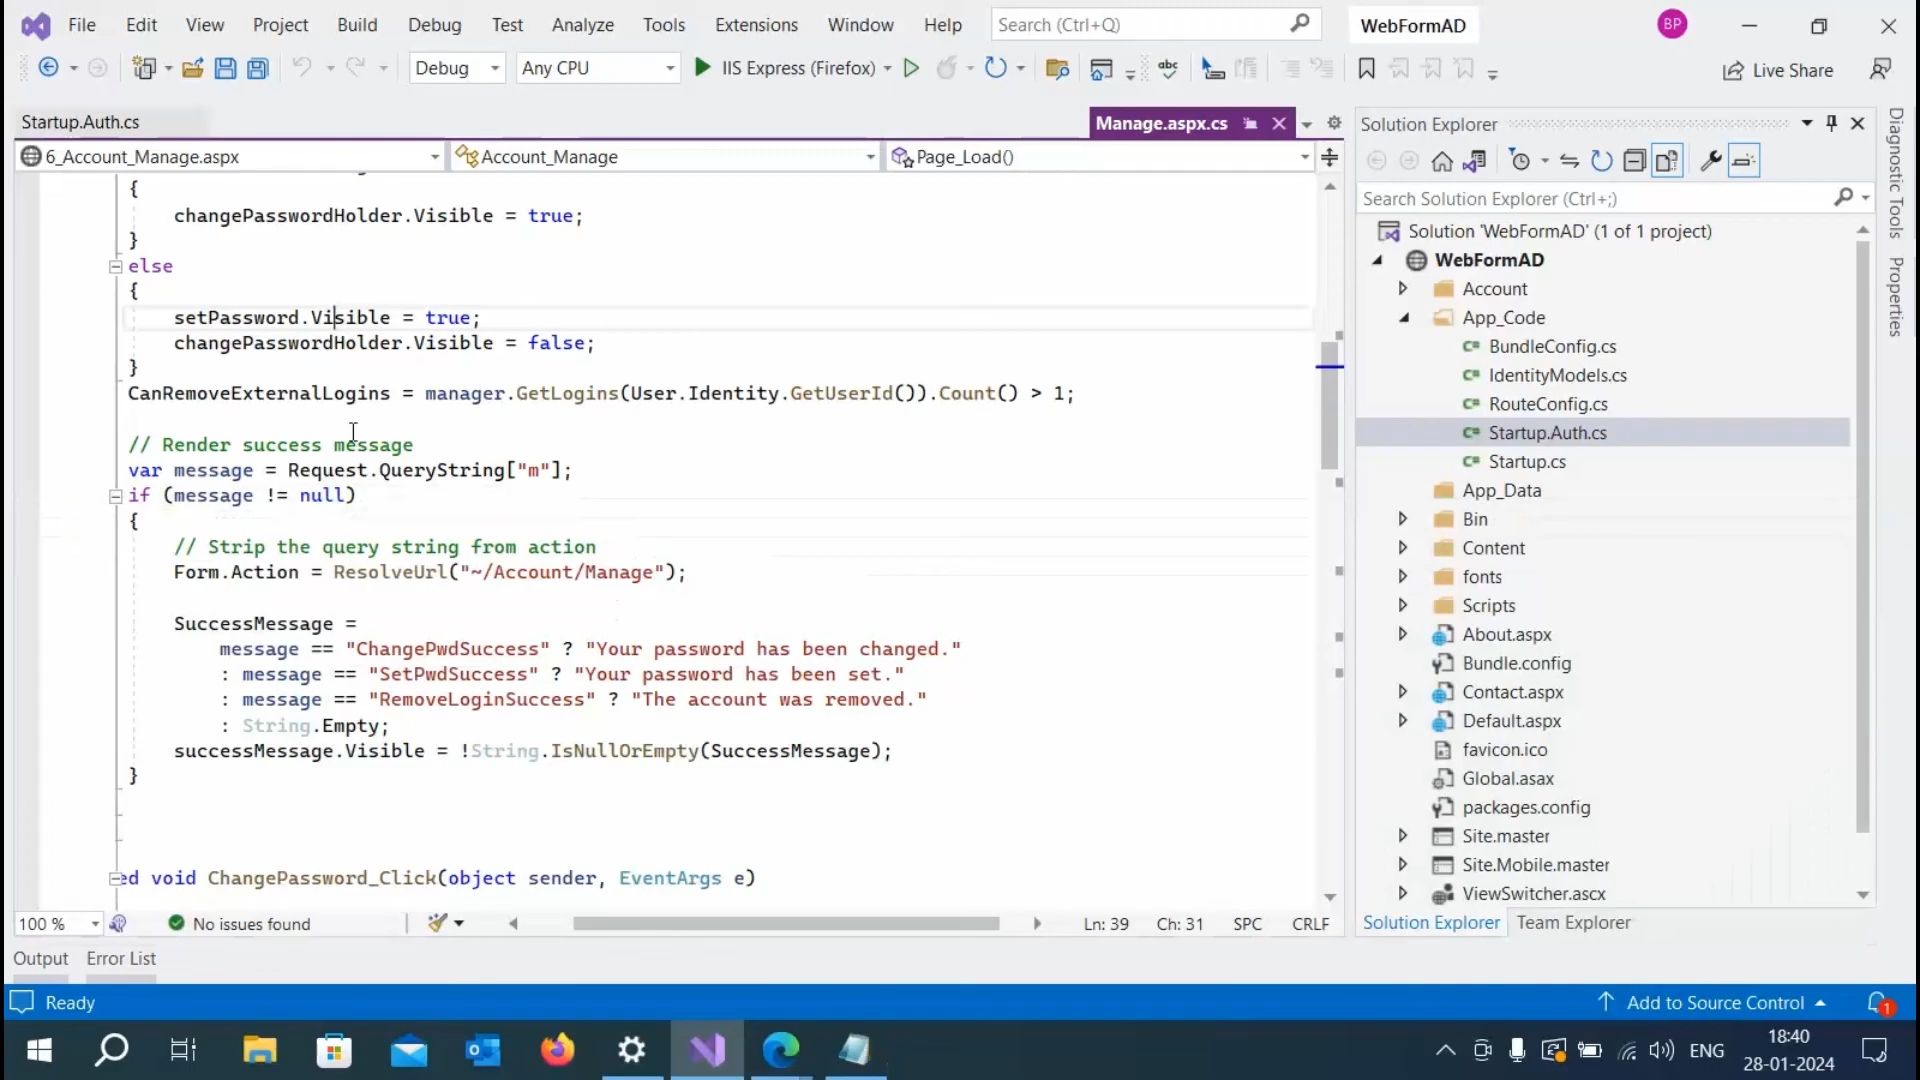 File Edit View Project Build Debug Test Analyze Tools Extensions Window Help Search (Ctrl+Q) WebFormAD BP
Debug Any CPU IIS Express (Firefox) abc Live Share
Startup.Auth.cs Manage.aspx.cs
6_Account_Manage.aspx Account_Manage Page_Load()
{
changePasswordHolder.Visible = true;
}
else
{
setPassword.Visible = true;
changePasswordHolder.Visible = false;
}
CanRemoveExternalLogins = manager.GetLogins(User.Identity.GetUserId()).Count() > 1;
// Render success message
var message = Request.QueryString["m"];
if (message != null)
{
// Strip the query string from action
Form.Action = ResolveUrl("~/Account/Manage");
SuccessMessage =
message == "ChangePwdSuccess" ? "Your password has been changed."
: message == "SetPwdSuccess" ? "Your password has been set."
: message == "RemoveLoginSuccess" ? "The account was removed."
: String.Empty;
successMessage.Visible = !String.IsNullOrEmpty(SuccessMessage);
}
ed void ChangePassword_Click(object sender, EventArgs e)
100 % No issues found Ln: 39 Ch: 31 SPC CRLF
Output Error List
Solution Explorer
Search Solution Explorer (Ctrl+;)
Solution 'WebFormAD' (1 of 1 project)
WebFormAD
Account
App_Code
C# BundleConfig.cs
C# IdentityModels.cs
C# RouteConfig.cs
C# Startup.Auth.cs
C# Startup.cs
App_Data
Bin
Content
fonts
Scripts
About.aspx
Bundle.config
Contact.aspx
Default.aspx
favicon.ico
Global.asax
packages.config
Site.master
Site.Mobile.master
ViewSwitcher.ascx
Solution Explorer Team Explorer
Diagnostic Tools
Properties
Ready Add to Source Control 1
ENG 18:40
28-01-2024